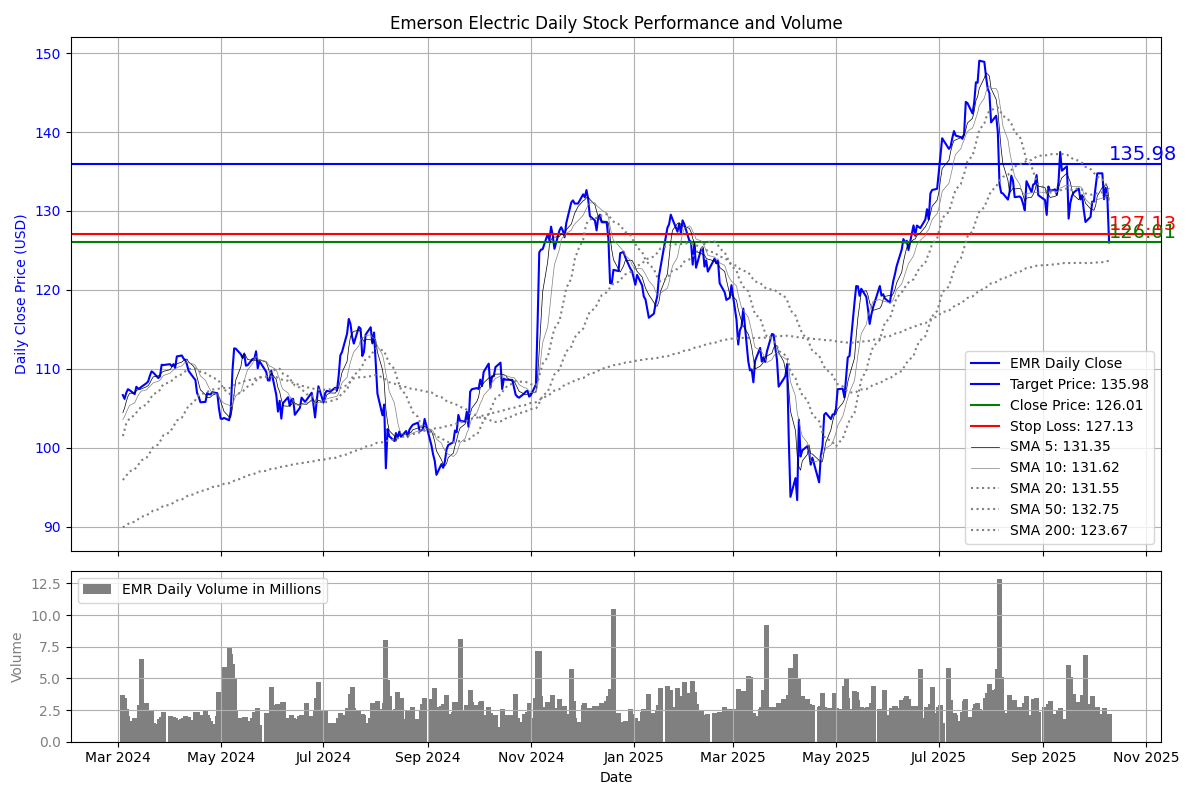 Emerson Electric Daily Stock Performance and Volume
Daily Close Price (USD)
150
140
130
120
110
100
90
135.98
127.13
126.01
EMR Daily Close
Target Price: 135.98
Close Price: 126.01
Stop Loss: 127.13
SMA 5: 131.35
SMA 10: 131.62
SMA 20: 131.55
SMA 50: 132.75
SMA 200: 123.67
Volume
12.5
10.0
7.5
5.0
2.5
0.0
EMR Daily Volume in Millions
Mar 2024 May 2024 Jul 2024 Sep 2024 Nov 2024 Jan 2025 Mar 2025 May 2025 Jul 2025 Sep 2025 Nov 2025
Date